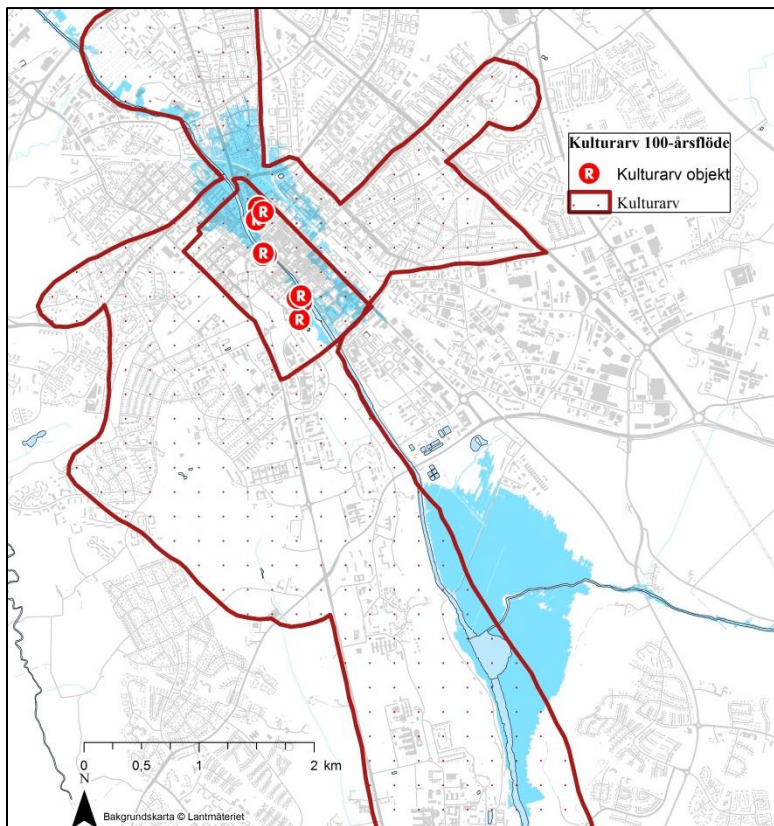 Kulturarv 100-årsflöde
R Kulturarv objekt
Kulturarv
R
R
R
R
R
0 0,5 1 2 km
N
Bakgrundskarta © Lantmäteriet